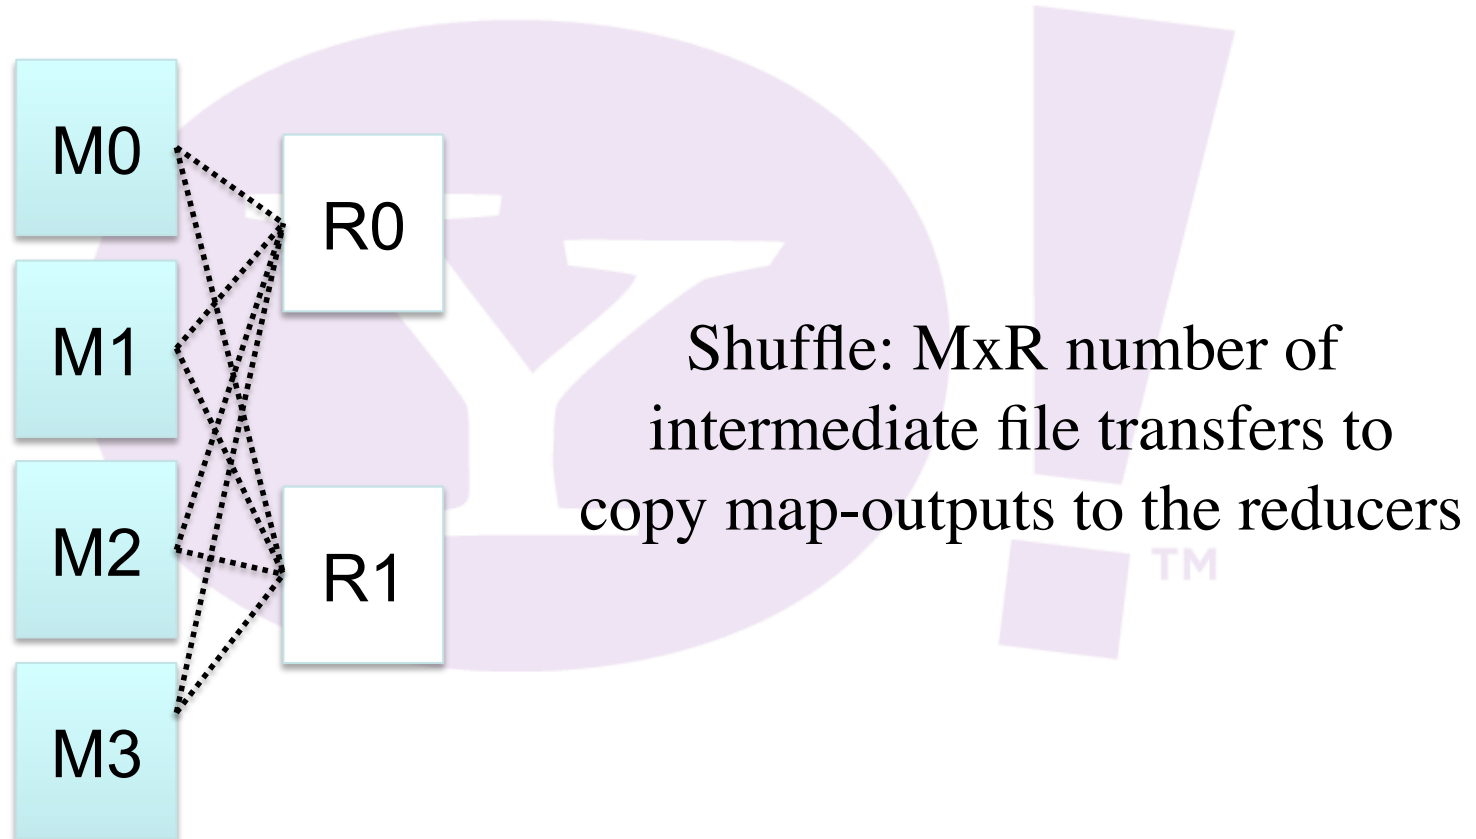 M0
M1
M2
M3
R0
R1
Shuffle: MxR number of
intermediate file transfers to
copy map-outputs to the reducers
Y!
TM